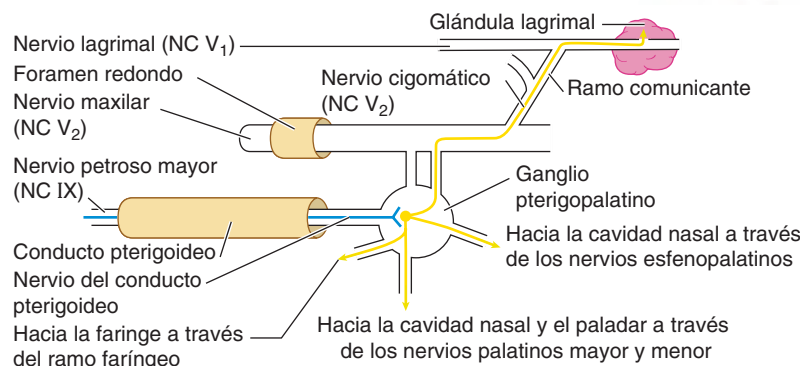 Glándula lagrimal
Nervio lagrimal (NC V1)
Foramen redondo
Nervio maxilar
(NC V2)
Nervio cigomático
(NC V2)
Ramo comunicante
Nervio petroso mayor
(NC IX)
Ganglio
pterigopalatino
Conducto pterigoideo
Nervio del conducto
pterigoideo
Hacia la cavidad nasal a través
de los nervios esfenopalatinos
Hacia la faringe a través
del ramo faríngeo
Hacia la cavidad nasal y el paladar a través
de los nervios palatinos mayor y menor